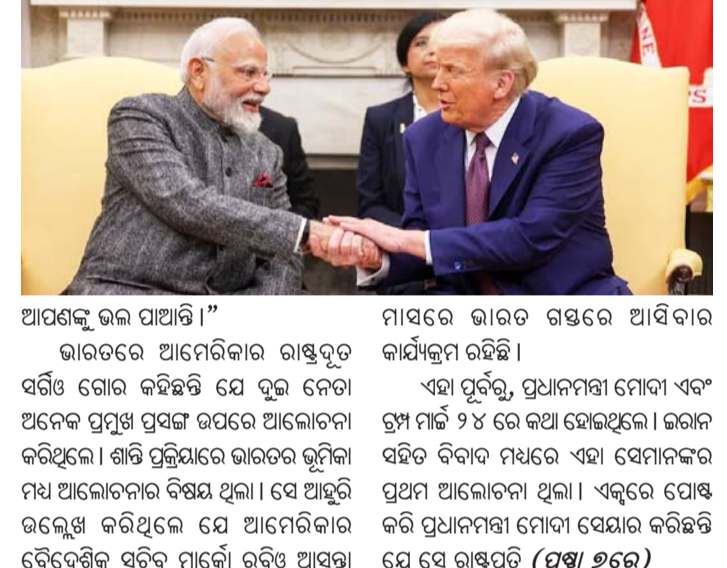 ଆପଣଙ୍କୁ ଭଲ ପାଆନ୍ତି ।”
ଭାରତରେ ଆମେରିକାର ରାଷ୍ଟ୍ରଦୂତ
ସର୍ଗିଓ ଗୋର କହିଛନ୍ତି ଯେ ଦୁଇ ନେତା
ଅନେକ ପ୍ରମୁଖ ପ୍ରସଙ୍ଗ ଉପରେ ଆଲୋଚନା
କରିଥିଲେ । ଶାନ୍ତି ପ୍ରକ୍ରିୟାରେ ଭାରତର ଭୂମିକା
ମଧ୍ୟ ଆଲୋଚନାର ବିଷୟ ଥିଲା । ସେ ଆହୁରି
ଉଲ୍ଲେଖ କରିଥିଲେ ଯେ ଆମେରିକାର
ବୈଦେଶିକ ସଚିବ ମାର୍କୋ ରୁବିଓ ଆସନ୍ତା
ମାସରେ ଭାରତ ଗସ୍ତରେ ଆସିବାର
କାର୍ଯ୍ୟକ୍ରମ ରହିଛି ।
ଏହା ପୂର୍ବରୁ, ପ୍ରଧାନମନ୍ତ୍ରୀ ମୋଦୀ ଏବଂ
ଟ୍ରମ୍ପ ମାର୍ଚ୍ଚ ୨୪ ରେ କଥା ହୋଇଥିଲେ । ଇରାନ
ସହିତ ବିବାଦ ମଧ୍ୟରେ ଏହା ସେମାନଙ୍କର
ପ୍ରଥମ ଆଲୋଚନା ଥିଲା । ଏକ୍ସରେ ପୋଷ୍ଟ
କରି ପ୍ରଧାନମନ୍ତ୍ରୀ ମୋଦୀ ସେୟାର କରିଛନ୍ତି
ଯେ ସେ ରାଷ୍ଟ୍ରପତି (ପୃଷ୍ଠା ୭ରେ)